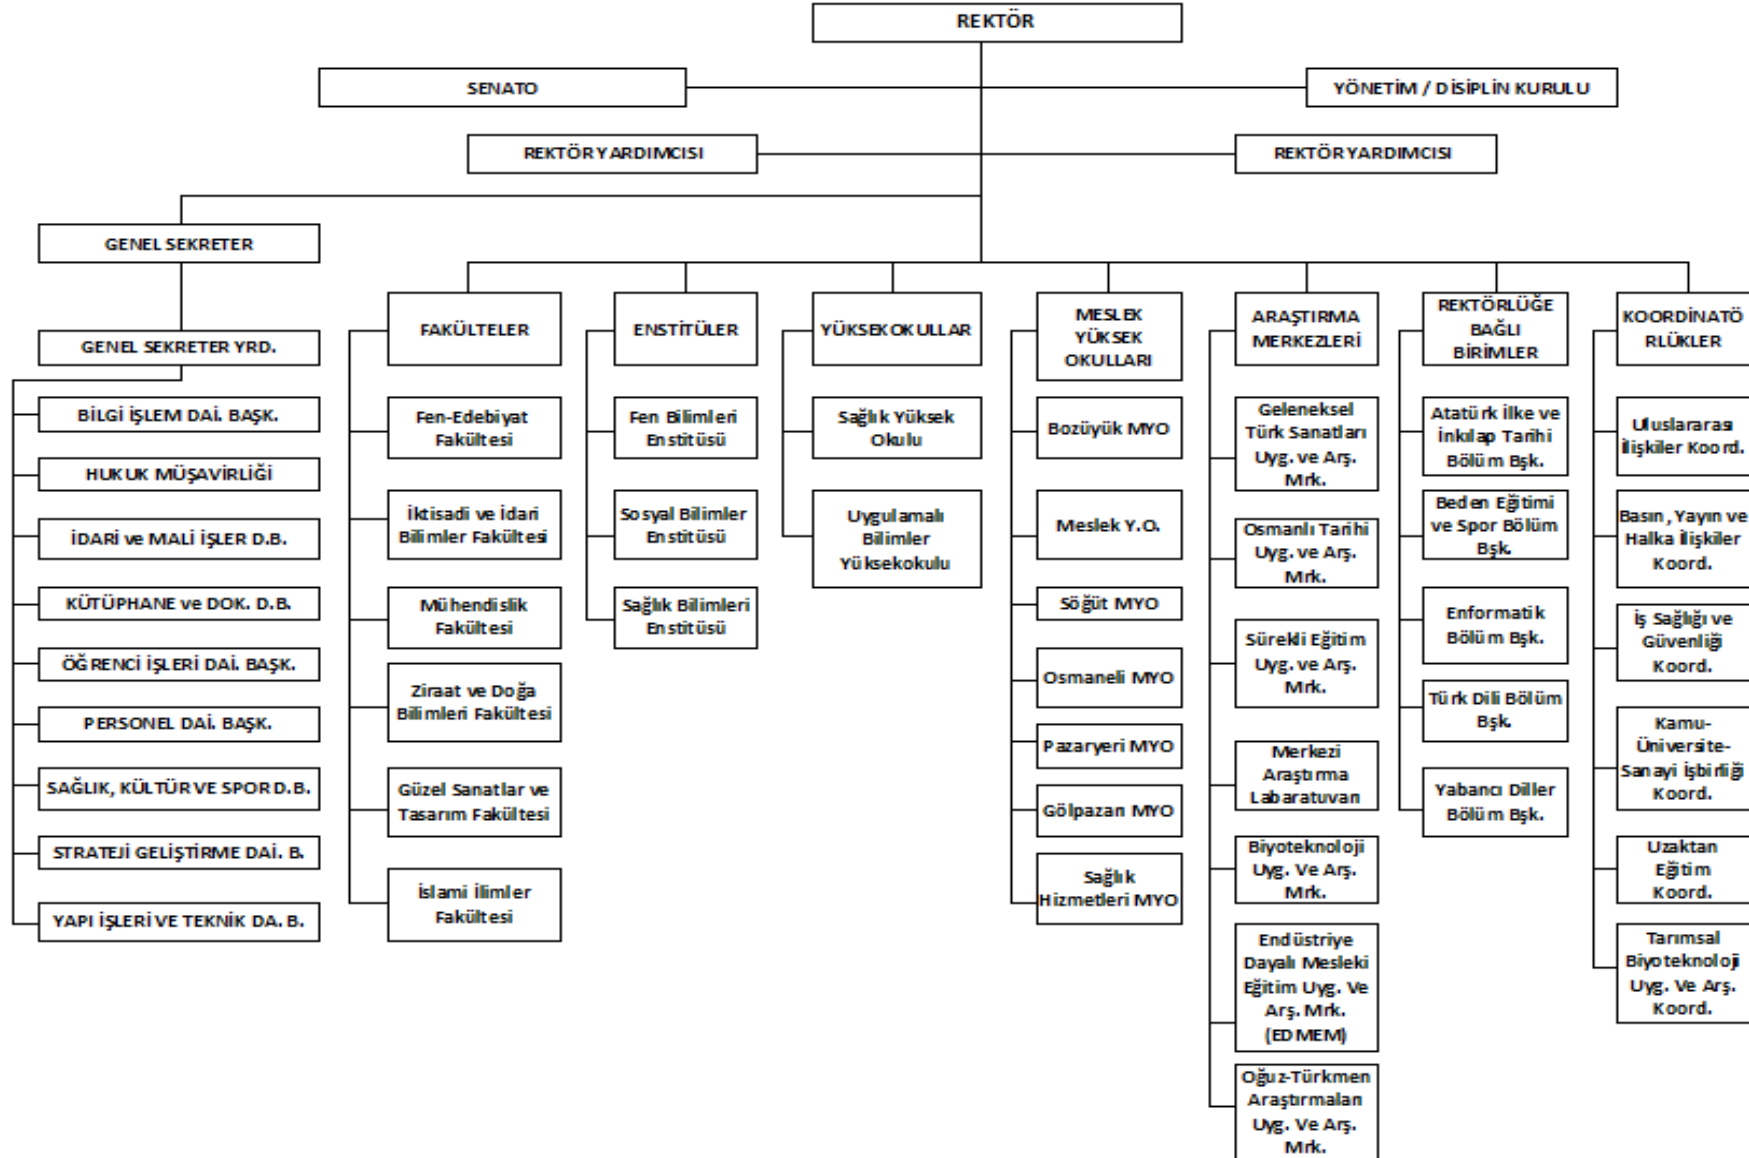 REKTÖR
SENATO
YÖNETİM / DİSİPLİN KURULU
REKTÖR YARDIMCISI
REKTÖR YARDIMCISI
GENEL SEKRETER
GENEL SEKRETER YRD.
BİLGİ İŞLEM DAİ. BAŞK.
HUKUK MÜŞAVİRLİĞİ
İDARİ ve MALİ İŞLER D.B.
KÜTÜPHANE ve DOK. D.B.
ÖĞRENCİ İŞLERİ DAİ. BAŞK.
PERSONEL DAİ. BAŞK.
SAĞLIK, KÜLTÜR VE SPOR D.B.
STRATEJİ GELİŞTİRME DAİ. B.
YAPI İŞLERİ VE TEKNİK DA. B.
FAKÜLTELER
Fen-Edebiyat
Fakültesi
İktisadi ve İdari
Bilimler Fakültesi
Mühendislik
Fakültesi
Ziraat ve Doğa
Bilimleri Fakültesi
Güzel Sanatlar ve
Tasarım Fakültesi
İslami İlimler
Fakültesi
ENSTİTÜLER
Fen Bilimleri
Enstitüsü
Sosyal Bilimler
Enstitüsü
Sağlık Bilimleri
Enstitüsü
YÜKSEKOKULLAR
Sağlık Yüksek
Okulu
Uygulamalı
Bilimler
Yüksekokulu
MESLEK
YÜKSEK
OKULLARI
Bozüyük MYO
Meslek Y.O.
Söğüt MYO
Osmaneli MYO
Pazaryeri MYO
Gölpazarı MYO
Sağlık
Hizmetleri MYO
ARAŞTIRMA
MERKEZLERİ
Geleneksel
Türk Sanatları
Uyg. ve Arş.
Mrk.
Osmanlı Tarihi
Uyg. ve Arş.
Mrk.
Sürekli Eğitim
Uyg. ve Arş.
Mrk.
Merkezi
Araştırma
Labaratuvarı
Biyoteknoloji
Uyg. Ve Arş.
Mrk.
Endüstriye
Dayalı Mesleki
Eğitim Uyg. Ve
Arş. Mrk.
(EDMEM)
Oğuz-Türkmen
Araştırmaları
Uyg. Ve Arş.
Mrk.
REKTÖRLÜĞE
BAĞLI
BİRİMLER
Atatürk İlke ve
İnkılap Tarihi
Bölüm Bşk.
Beden Eğitimi
ve Spor Bölüm
Bşk.
Enformatik
Bölüm Bşk.
Türk Dili Bölüm
Bşk.
Yabancı Diller
Bölüm Bşk.
KOORDİNATÖ
RLÜKLER
Uluslararası
İlişkiler Koord.
Basın, Yayın ve
Halka İlişkiler
Koord.
İş Sağlığı ve
Güvenliği
Koord.
Kamu-
Üniversite-
Sanayi İşbirliği
Koord.
Uzaktan
Eğitim
Koord.
Tarımsal
Biyoteknoloji
Uyg. Ve Arş.
Koord.